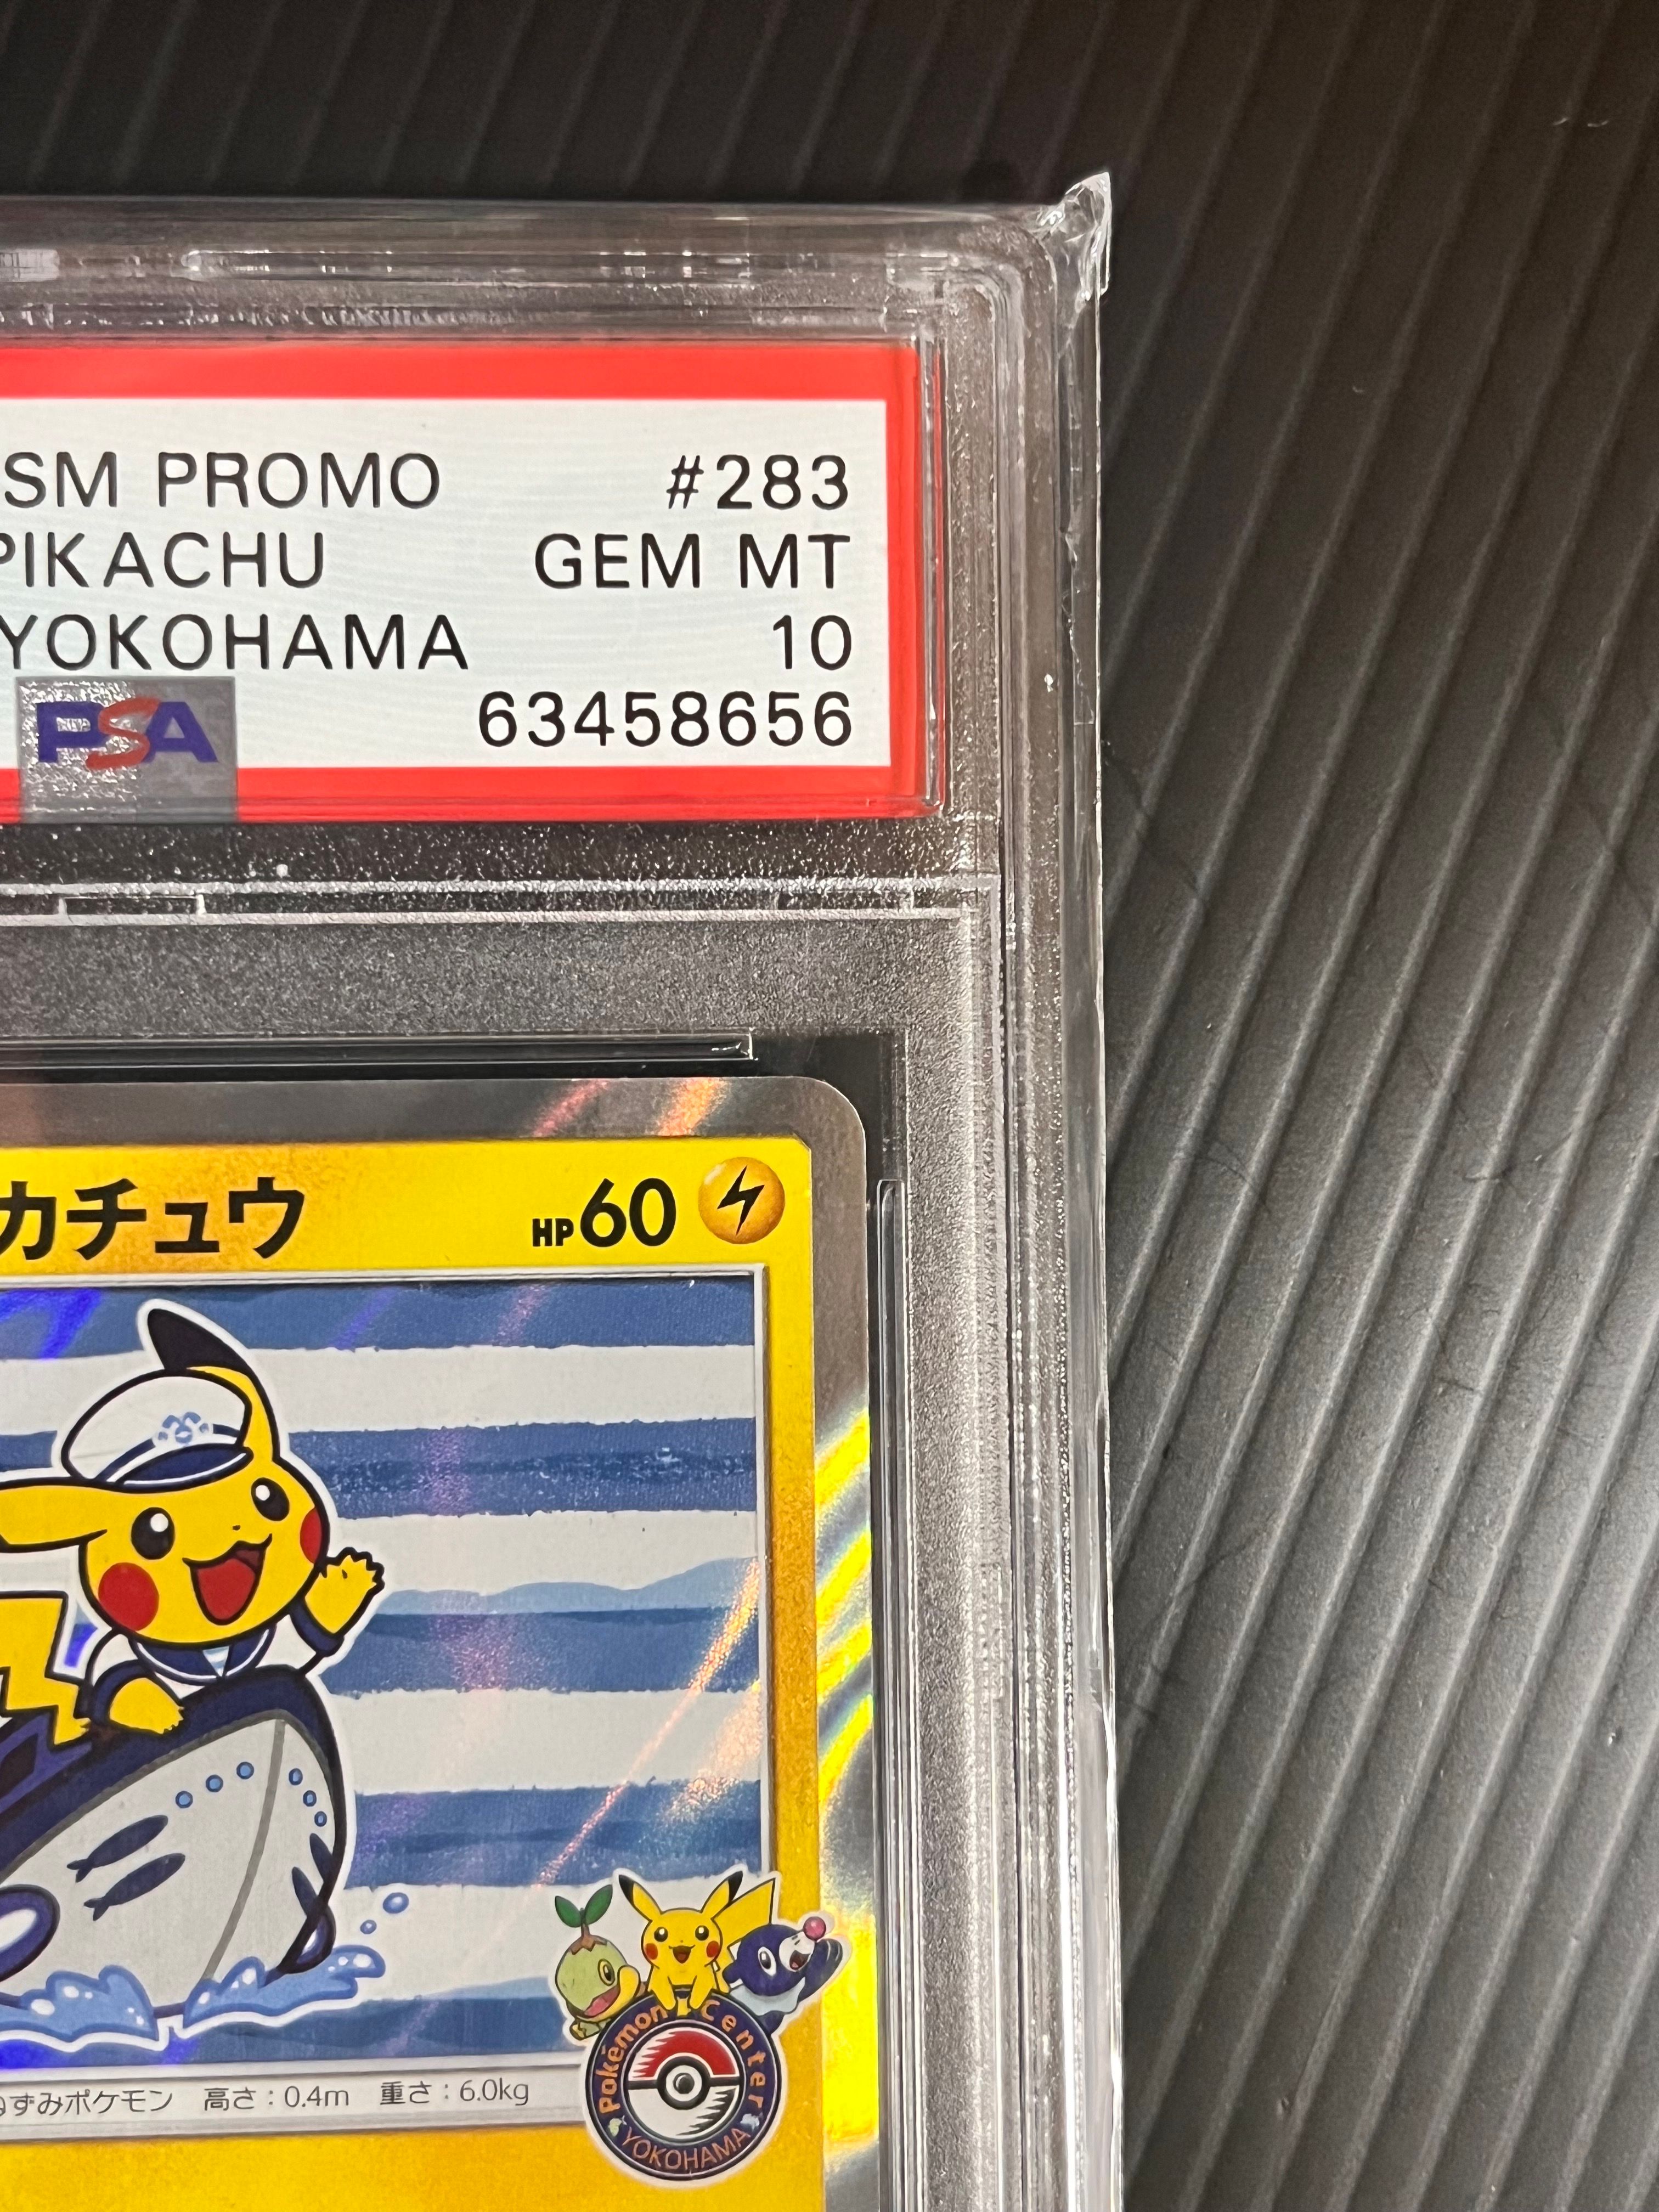 SM PROMO #283
PIKACHU GEM MT
YOKOHAMA 10
PSA 63458656
カチュウ HP60
ねずみポケモン 高さ：0.4m 重さ：6.0kg
Pokémon Center
YOKOHAMA